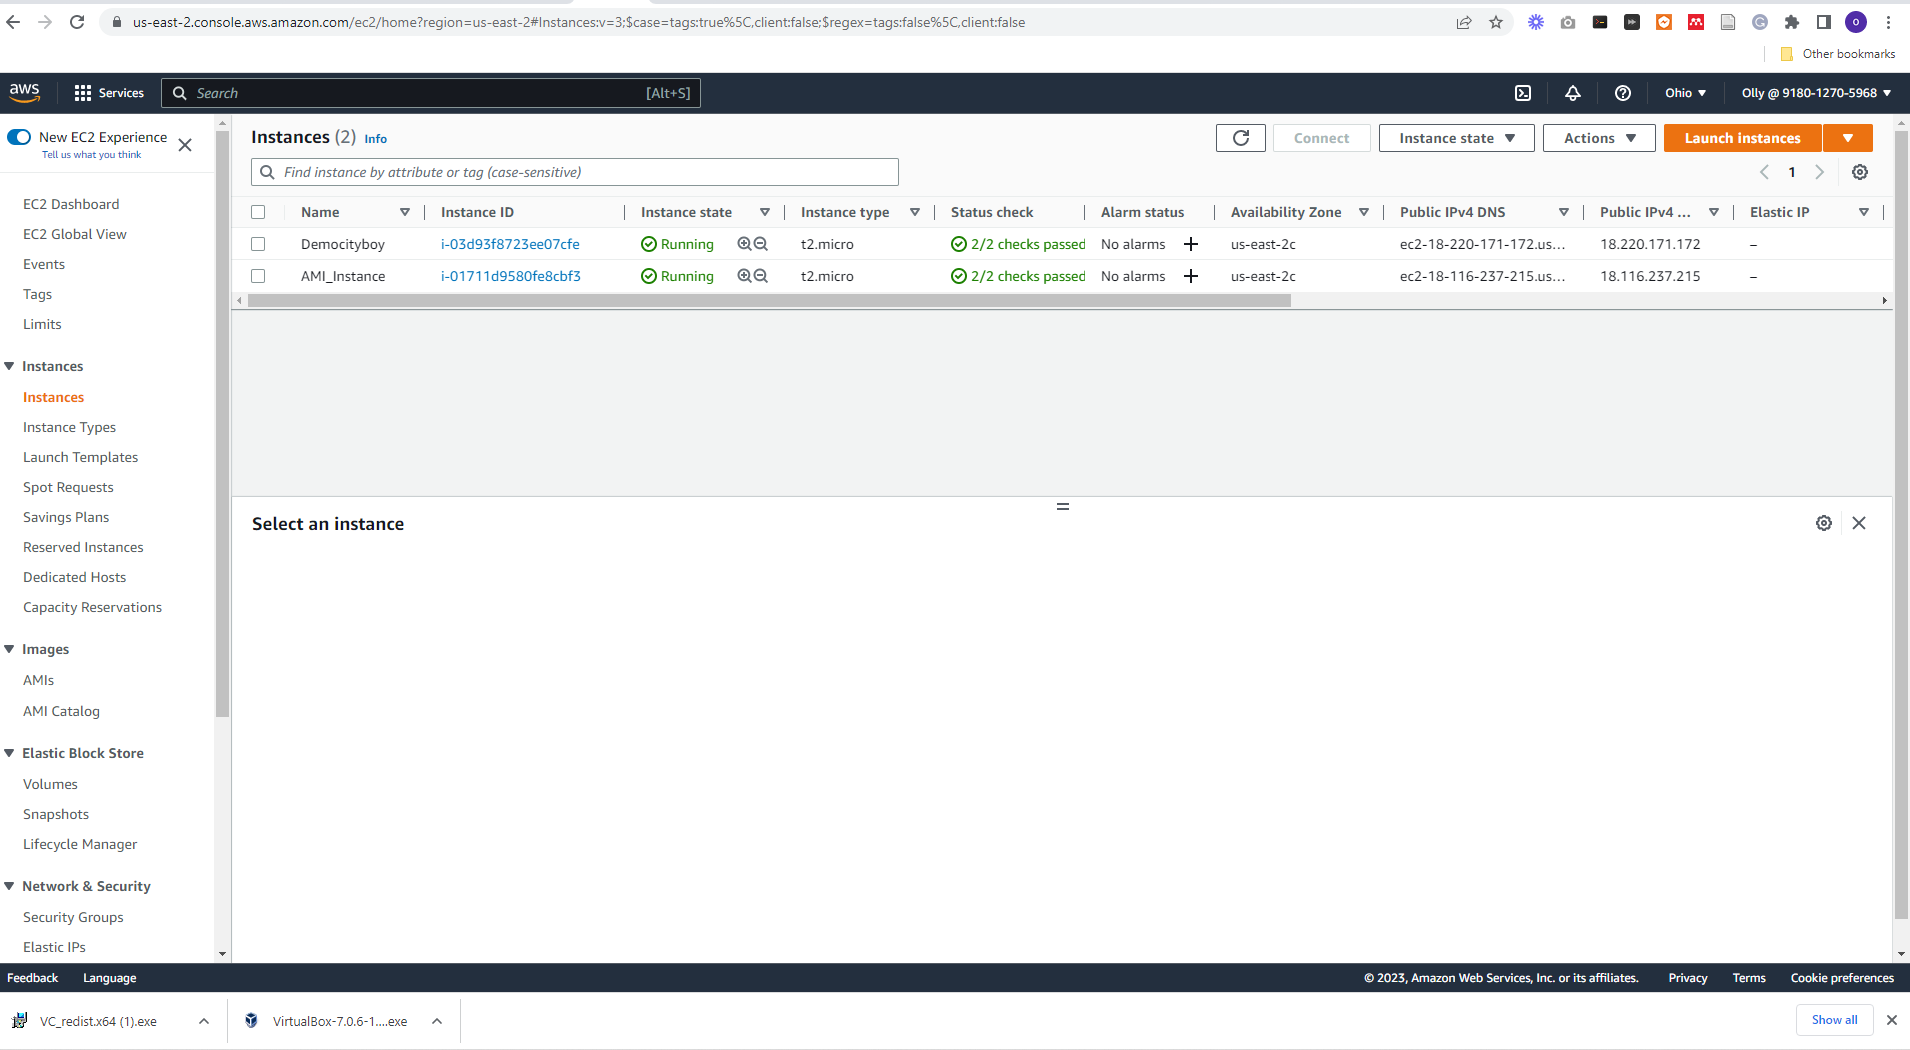 us-east-2.console.aws.amazon.com/ec2/home?region=us-east-2#Instances:v=3;$case=tags:true%5C,client:false;$regex=tags:false%5C,client:false
O
Other bookmarks
aws
Services
Search
[Alt+S]
Ohio
Olly @ 9180-1270-5968
New EC2 Experience
Tell us what you think
EC2 Dashboard
EC2 Global View
Events
Tags
Limits
Instances
Instances
Instance Types
Launch Templates
Spot Requests
Savings Plans
Reserved Instances
Dedicated Hosts
Capacity Reservations
Images
AMIs
AMI Catalog
Elastic Block Store
Volumes
Snapshots
Lifecycle Manager
Network & Security
Security Groups
Elastic IPs
Instances (2) Info
Connect
Instance state
Actions
Launch instances
Find instance by attribute or tag (case-sensitive)
1
Name Instance ID Instance state Instance type Status check Alarm status Availability Zone Public IPv4 DNS Public IPv4 ... Elastic IP
Democityboy i-03d93f8723ee07cfe Running t2.micro 2/2 checks passed No alarms us-east-2c ec2-18-220-171-172.us... 18.220.171.172 –
AMI_Instance i-01711d9580fe8cbf3 Running t2.micro 2/2 checks passed No alarms us-east-2c ec2-18-116-237-215.us... 18.116.237.215 –
Select an instance
Feedback Language © 2023, Amazon Web Services, Inc. or its affiliates. Privacy Terms Cookie preferences
VC_redist.x64 (1).exe
VirtualBox-7.0.6-1....exe
Show all